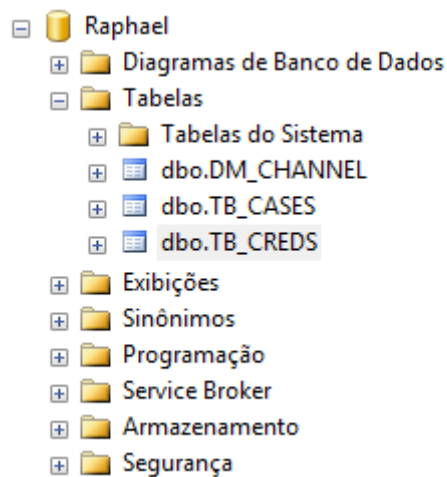 Raphael
Diagramas de Banco de Dados
Tabelas
Tabelas do Sistema
dbo.DM_CHANNEL
dbo.TB_CASES
dbo.TB_CREDS
Exibições
Sinônimos
Programação
Service Broker
Armazenamento
Segurança